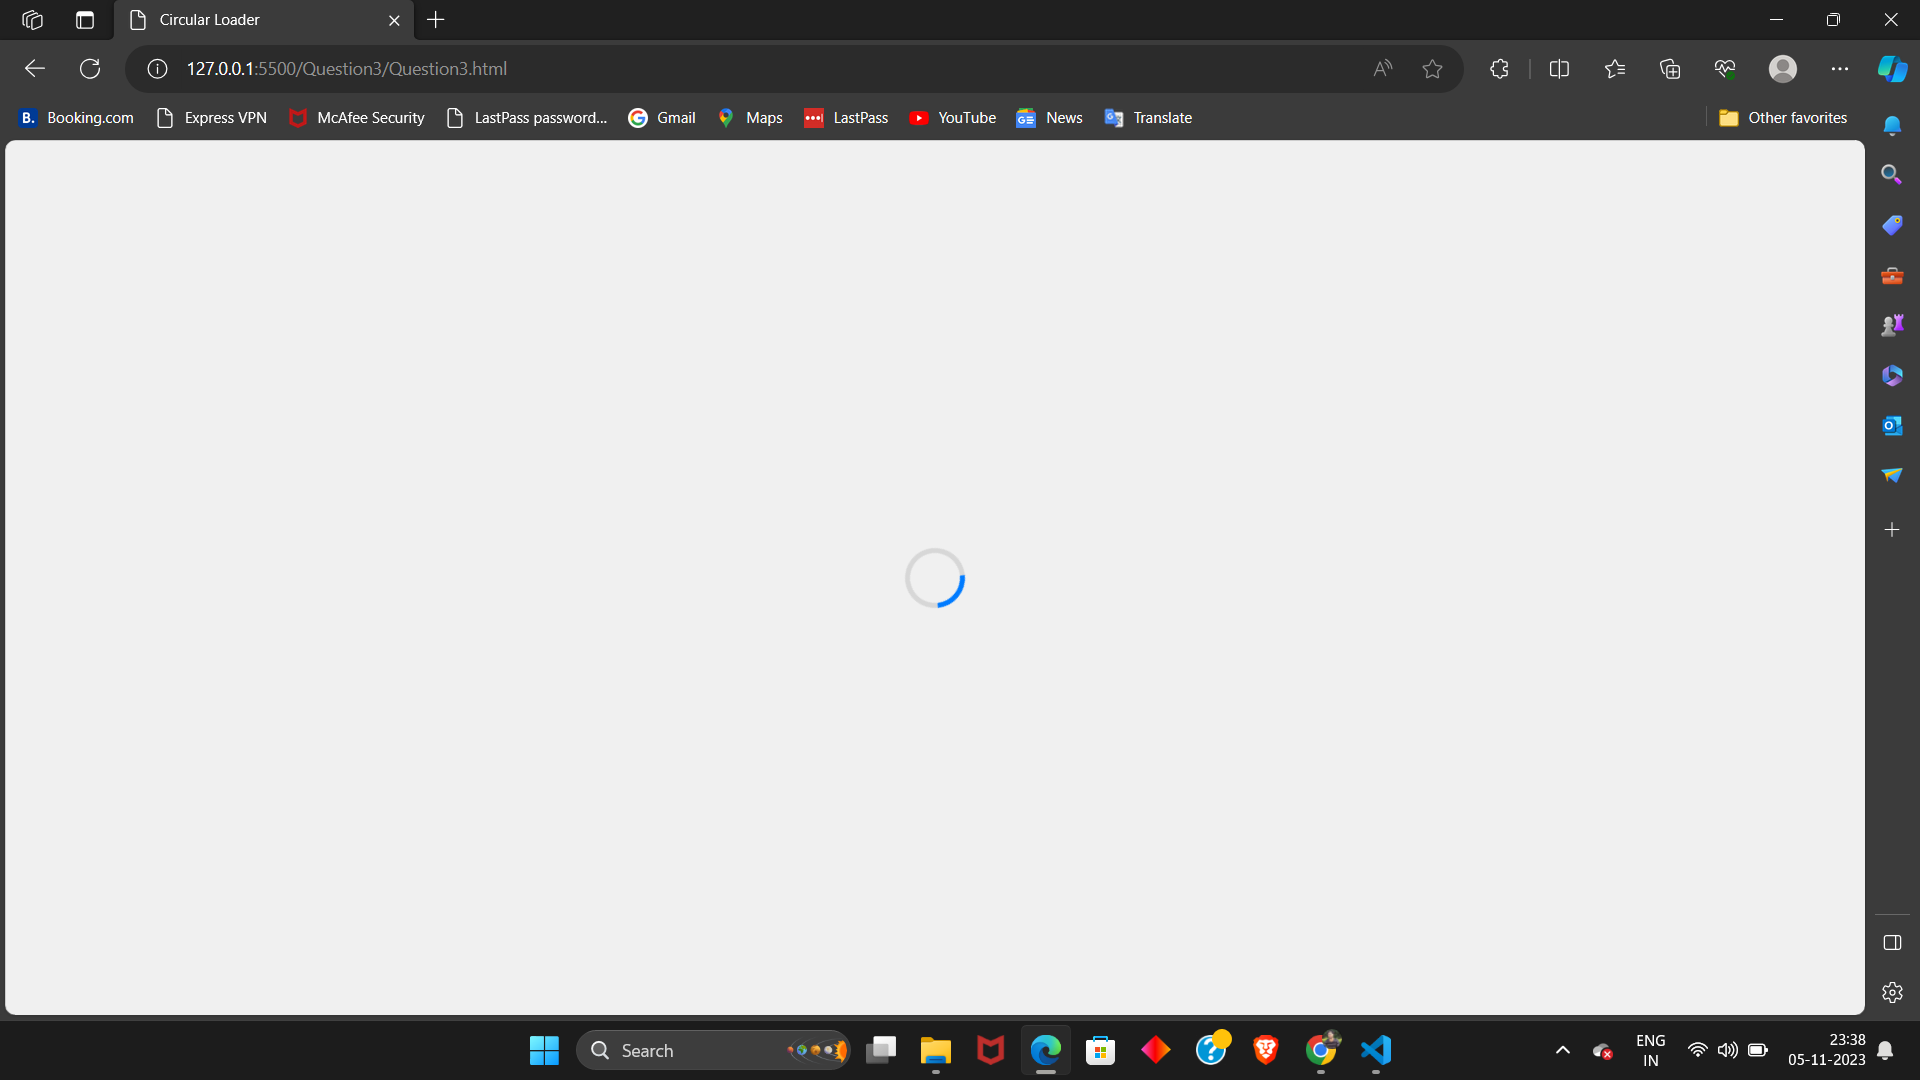 Circular Loader
127.0.0.1:5500/Question3/Question3.html
B. Booking.com Express VPN McAfee Security LastPass password... Gmail Maps LastPass YouTube News Translate Other favorites
Search
ENG
IN
23:38
05-11-2023